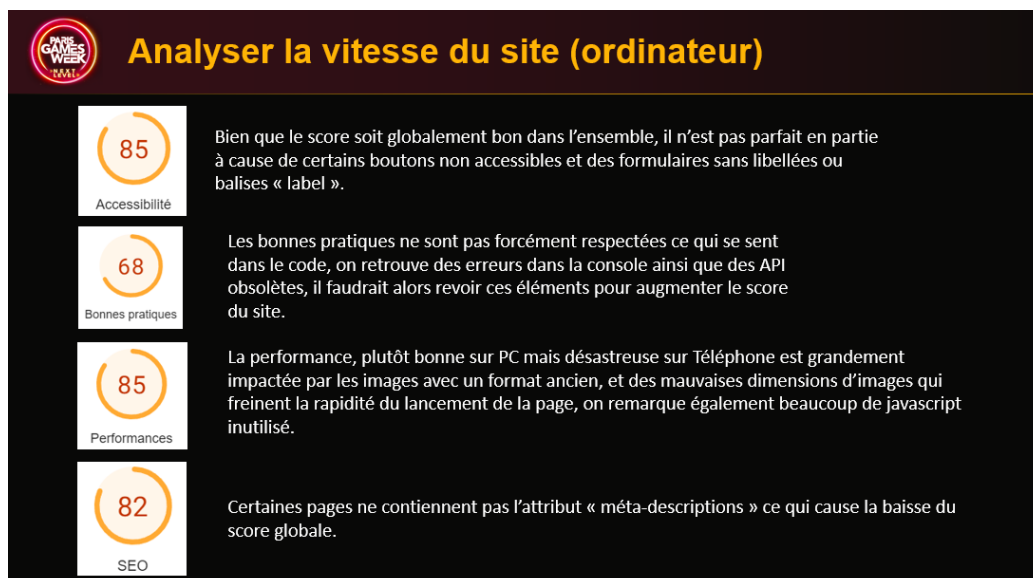 PARIS
GAMES
WEEK
NEXT
LEVEL
Analyser la vitesse du site (ordinateur)
85
Accessibilité
Bien que le score soit globalement bon dans l'ensemble, il n'est pas parfait en partie
à cause de certains boutons non accessibles et des formulaires sans libellées ou
balises « label ».
68
Bonnes pratiques
Les bonnes pratiques ne sont pas forcément respectées ce qui se sent
dans le code, on retrouve des erreurs dans la console ainsi que des API
obsolètes, il faudrait alors revoir ces éléments pour augmenter le score
du site.
85
Performances
La performance, plutôt bonne sur PC mais désastreuse sur Téléphone est grandement
impactée par les images avec un format ancien, et des mauvaises dimensions d'images qui
freinent la rapidité du lancement de la page, on remarque également beaucoup de javascript
inutilisé.
82
SEO
Certaines pages ne contiennent pas l'attribut « méta-descriptions » ce qui cause la baisse du
score globale.